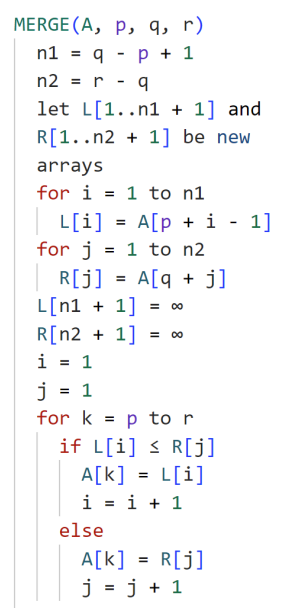 MERGE(A, p, q, r)
n1 = q - p + 1
n2 = r - q
let L[1..n1 + 1] and
R[1..n2 + 1] be new
arrays
for i = 1 to n1
L[i] = A[p + i - 1]
for j = 1 to n2
R[j] = A[q + j]
L[n1 + 1] = ∞
R[n2 + 1] = ∞
i = 1
j = 1
for k = p to r
if L[i] ≤ R[j]
A[k] = L[i]
i = i + 1
else
A[k] = R[j]
j = j + 1